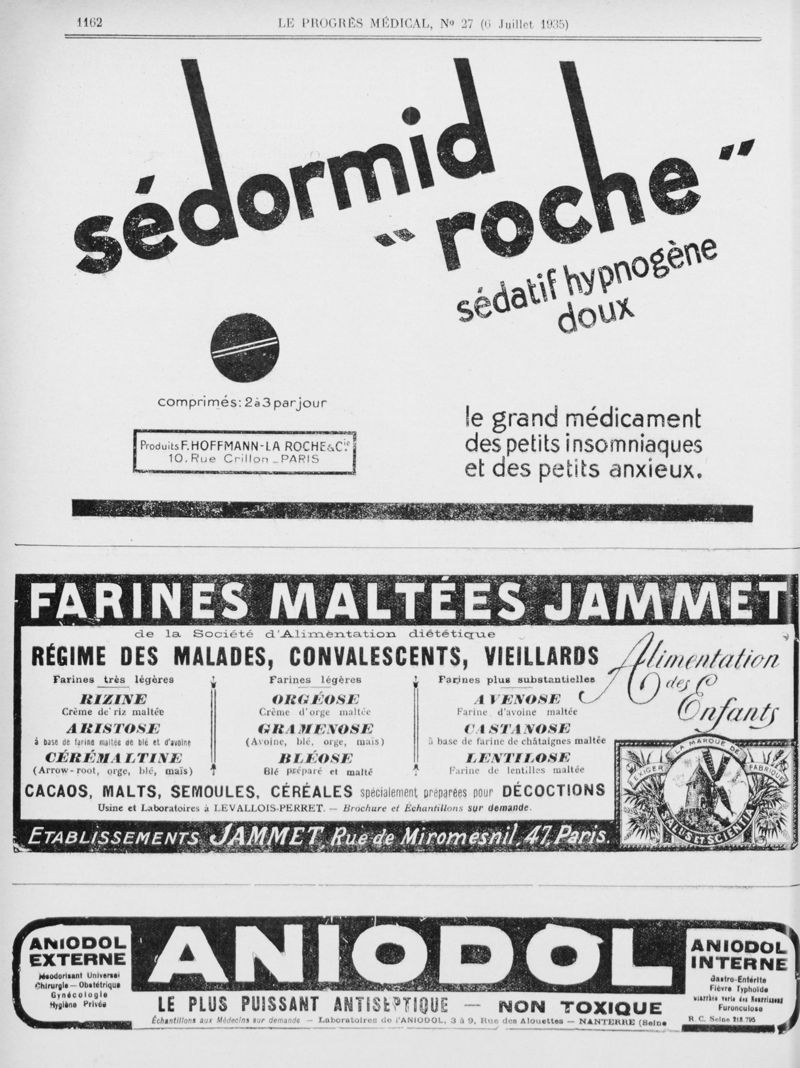 1162
LE PROGRÈS MÉDICAL, Nº 27 (6 Juillet 1935)
sédormid
"roche"
sédatif hypnogène
doux
comprimés: 2 à 3 par jour
Produits F. HOFFMANN-LA ROCHE & Cie.
10, Rue Crillon _ PARIS
le grand médicament
des petits insomniaques
et des petits anxieux.
FARINES MALTÉES JAMMET
de la Société d'Alimentation diététique
RÉGIME DES MALADES, CONVALESCENTS, VIEILLARDS
Farines très légères
RIZINE
Crème de riz maltée
ARISTOSE
à base de farine maltée de blé et d'avoine
CÉRÉMALTINE
(Arrow-root, orge, blé, maïs)
Farines légères
ORGÉOSE
Crème d'orge maltée
GRAMENOSE
(Avoine, blé, orge, maïs)
BLÉOSE
Blé préparé et malté
Farines plus substantielles
AVENOSE
Farine d'avoine maltée
CASTANOSE
à base de farine de châtaignes maltée
LENTILOSE
Farine de lentilles maltée
Alimentation
des
Enfants
CACAOS, MALTS, SEMOULES, CÉRÉALES spécialement préparées pour DÉCOCTIONS
Usine et Laboratoires à LEVALLOIS-PERRET. — Brochure et Échantillons sur demande.
ETABLISSEMENTS JAMMET, Rue de Miromesnil, 47, Paris
EXIGER LA MARQUE DE FABRIQUE
SALUS ET SCIENTIA
ANIODOL
EXTERNE
Désodorisant Universel
Chirurgie — Obstétrique
Gynécologie
Hygiène Privée
ANIODOL
LE PLUS PUISSANT ANTISEPTIQUE — NON TOXIQUE
Échantillons aux Médecins sur demande — Laboratoires de l'ANIODOL, 3 à 9, Rue des Alouettes — NANTERRE (Seine
ANIODOL
INTERNE
Gastro-Entérite
Fièvre Typhoïde
Diarrhée verte des Nourrissons
Furonculose
R. C. Seine 218.795